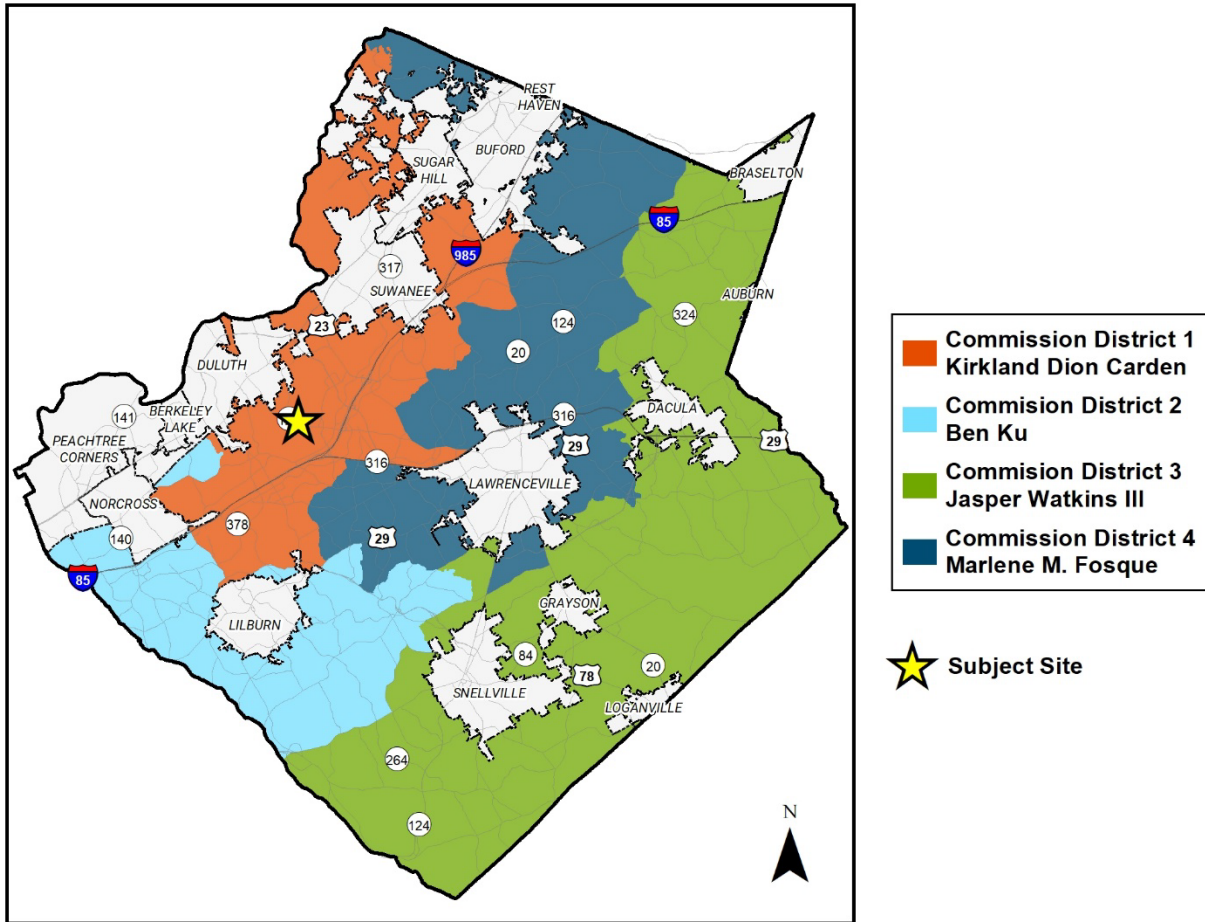 REST
HAVEN
BUFORD
SUGAR
HILL
BRASELTON
85
985
317
SUWANEE
AUBURN
23
324
124
20
DULUTH
141
BERKELEY
LAKE
PEACHTREE
CORNERS
316
DACULA
29
29
316
LAWRENCEVILLE
NORCROSS
378
29
140
85
LILBURN
GRAYSON
84
78
20
SNELLVILLE
LOGANVILLE
264
124
N
Commission District 1
Kirkland Dion Carden
Commision District 2
Ben Ku
Commision District 3
Jasper Watkins III
Commission District 4
Marlene M. Fosque
Subject Site